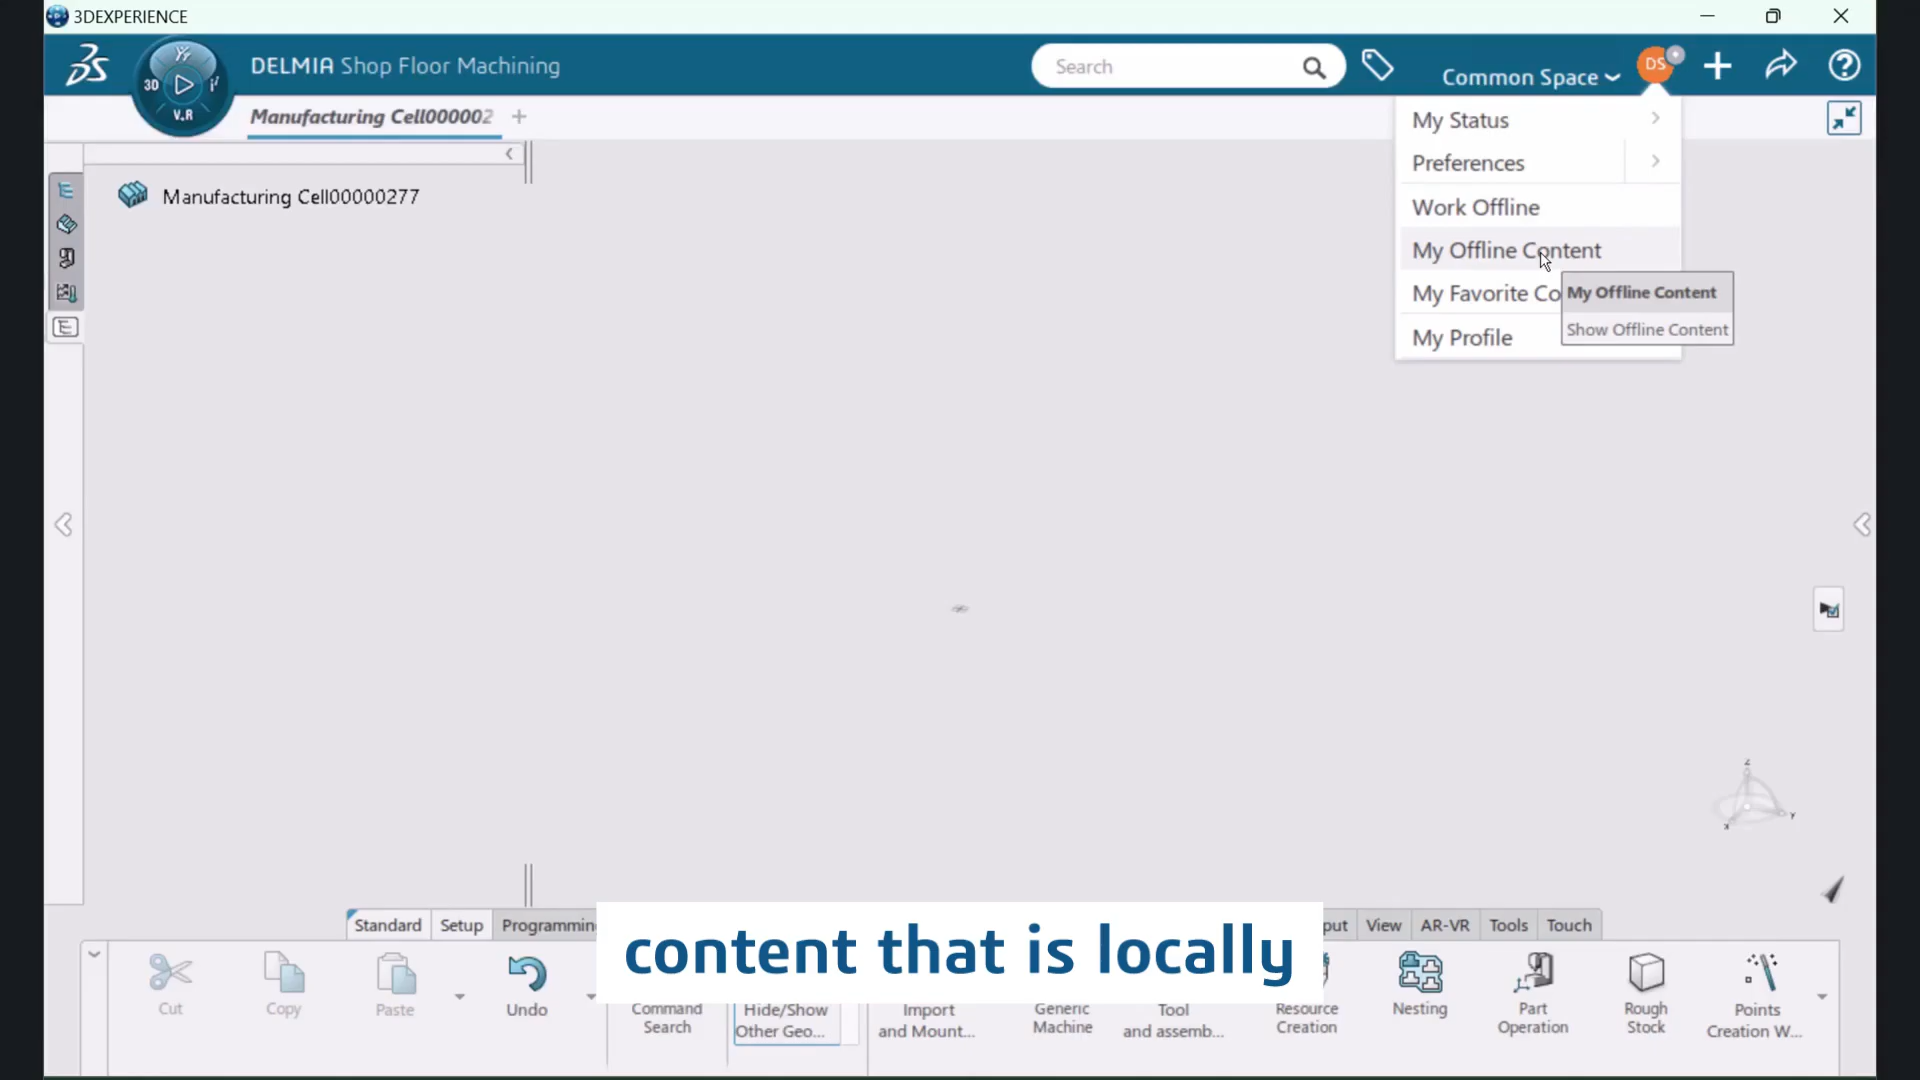 3DEXPERIENCE
DELMIA Shop Floor Machining
3D
V.R
Search
Common Space
DS
Manufacturing Cell000002
Manufacturing Cell00000277
My Status
Preferences
Work Offline
My Offline Content
My Favorite Co
My Profile
My Offline Content
Show Offline Content
z
x
Y
Standard
Setup
Programmin
put
View
AR-VR
Tools
Touch
content that is locally
Cut
Copy
Paste
Undo
Command
Search
Hide/Show
Other Geo...
Import
and Mount...
Generic
Machine
Tool
and assemb...
Resource
Creation
Nesting
Part
Operation
Rough
Stock
Points
Creation W...